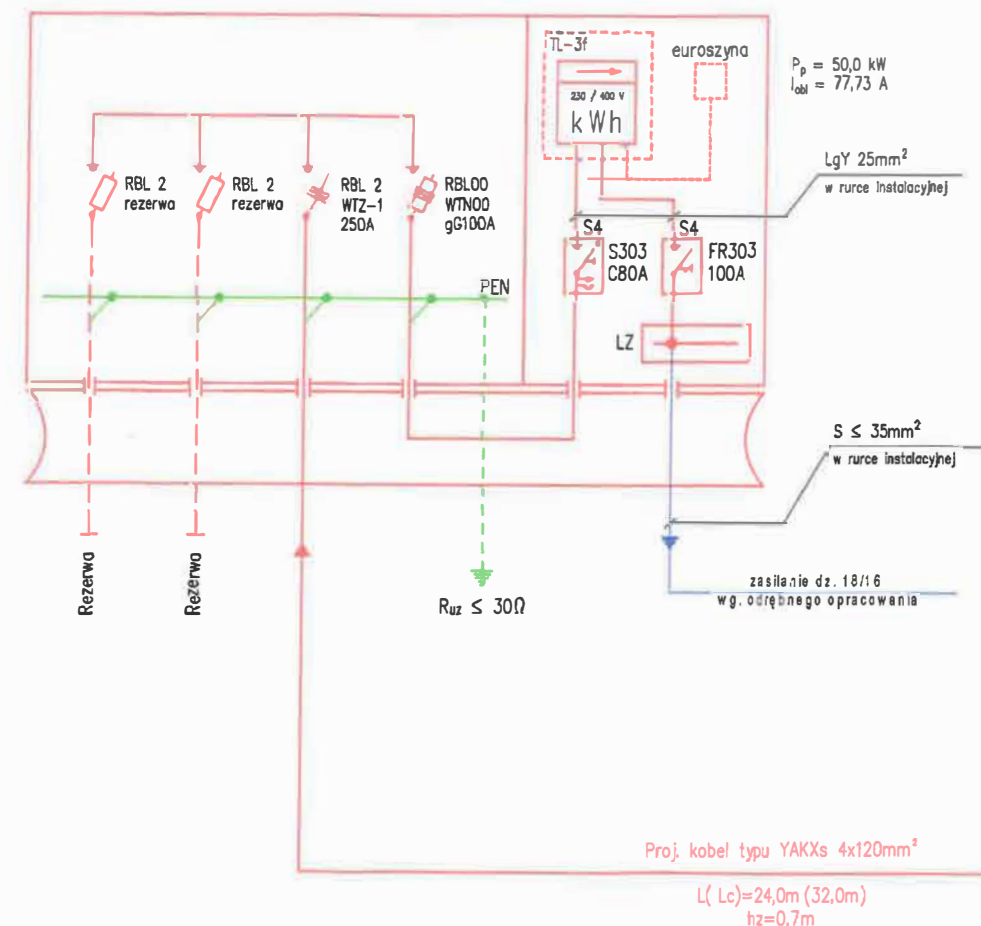 TL-3f
euroszyna
230 / 400 V
kWh
Pp = 50,0 kW
Iobl = 77,73 A
LgY 25mm²
w rurce instalacyjnej
RBL 2
rezerwa
RBL 2
rezerwa
RBL 2
WTZ-1
250A
RBL00
WTN00
gG100A
S4
S303
C80A
S4
FR303
100A
PEN
LZ
S ≤ 35mm²
w rurce instalacyjnej
Rezerwa
Rezerwa
Ruz ≤ 30Ω
zasilanie dz. 18/16
wg. odrębnego opracowania
Proj. kabel typu YAKXs 4x120mm²
L( Lc)=24,0m (32,0m)
hz=0,7m